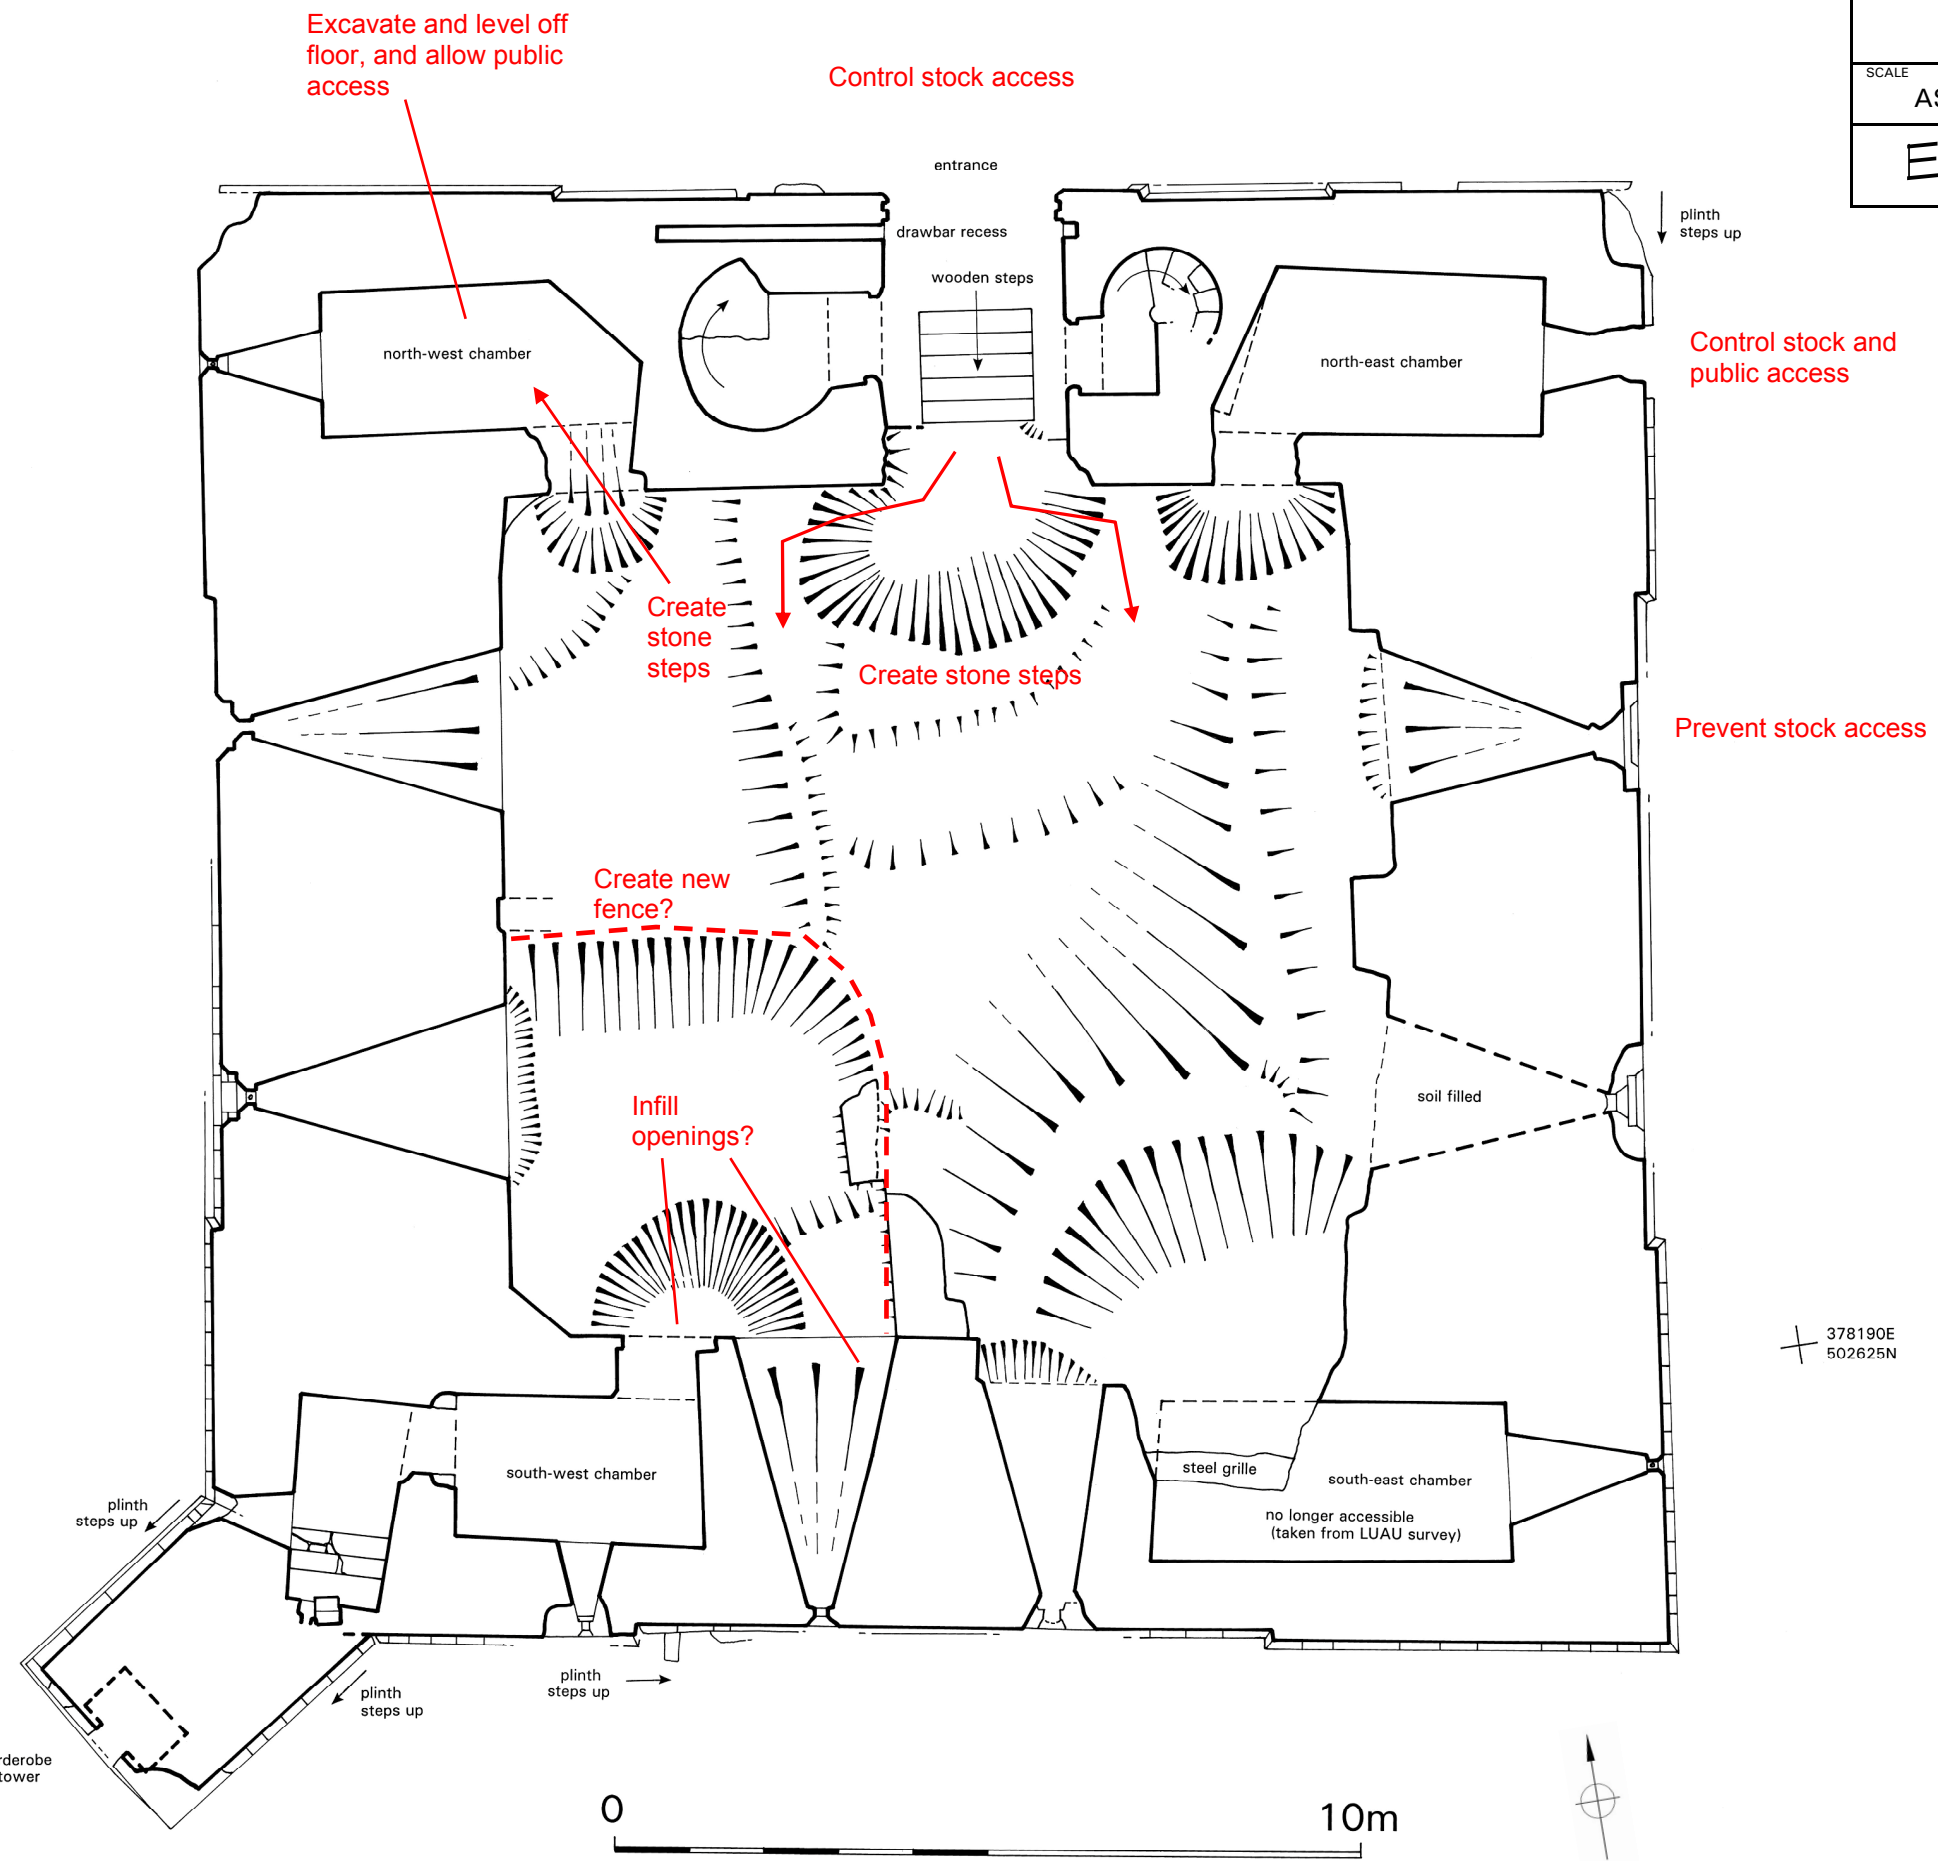 Excavate and level off
floor, and allow public
access
Control stock access
SCALE
entrance
drawbar recess
wooden steps
plinth
steps up
north-west chamber
north-east chamber
Control stock and
public access
Create
stone
steps
Create stone steps
Prevent stock access
Create new
fence?
Infill
openings?
soil filled
378190E
502625N
south-west chamber
steel grille
south-east chamber
no longer accessible
(taken from LUAU survey)
plinth
steps up
plinth
steps up
plinth
steps up
tower
0
10m